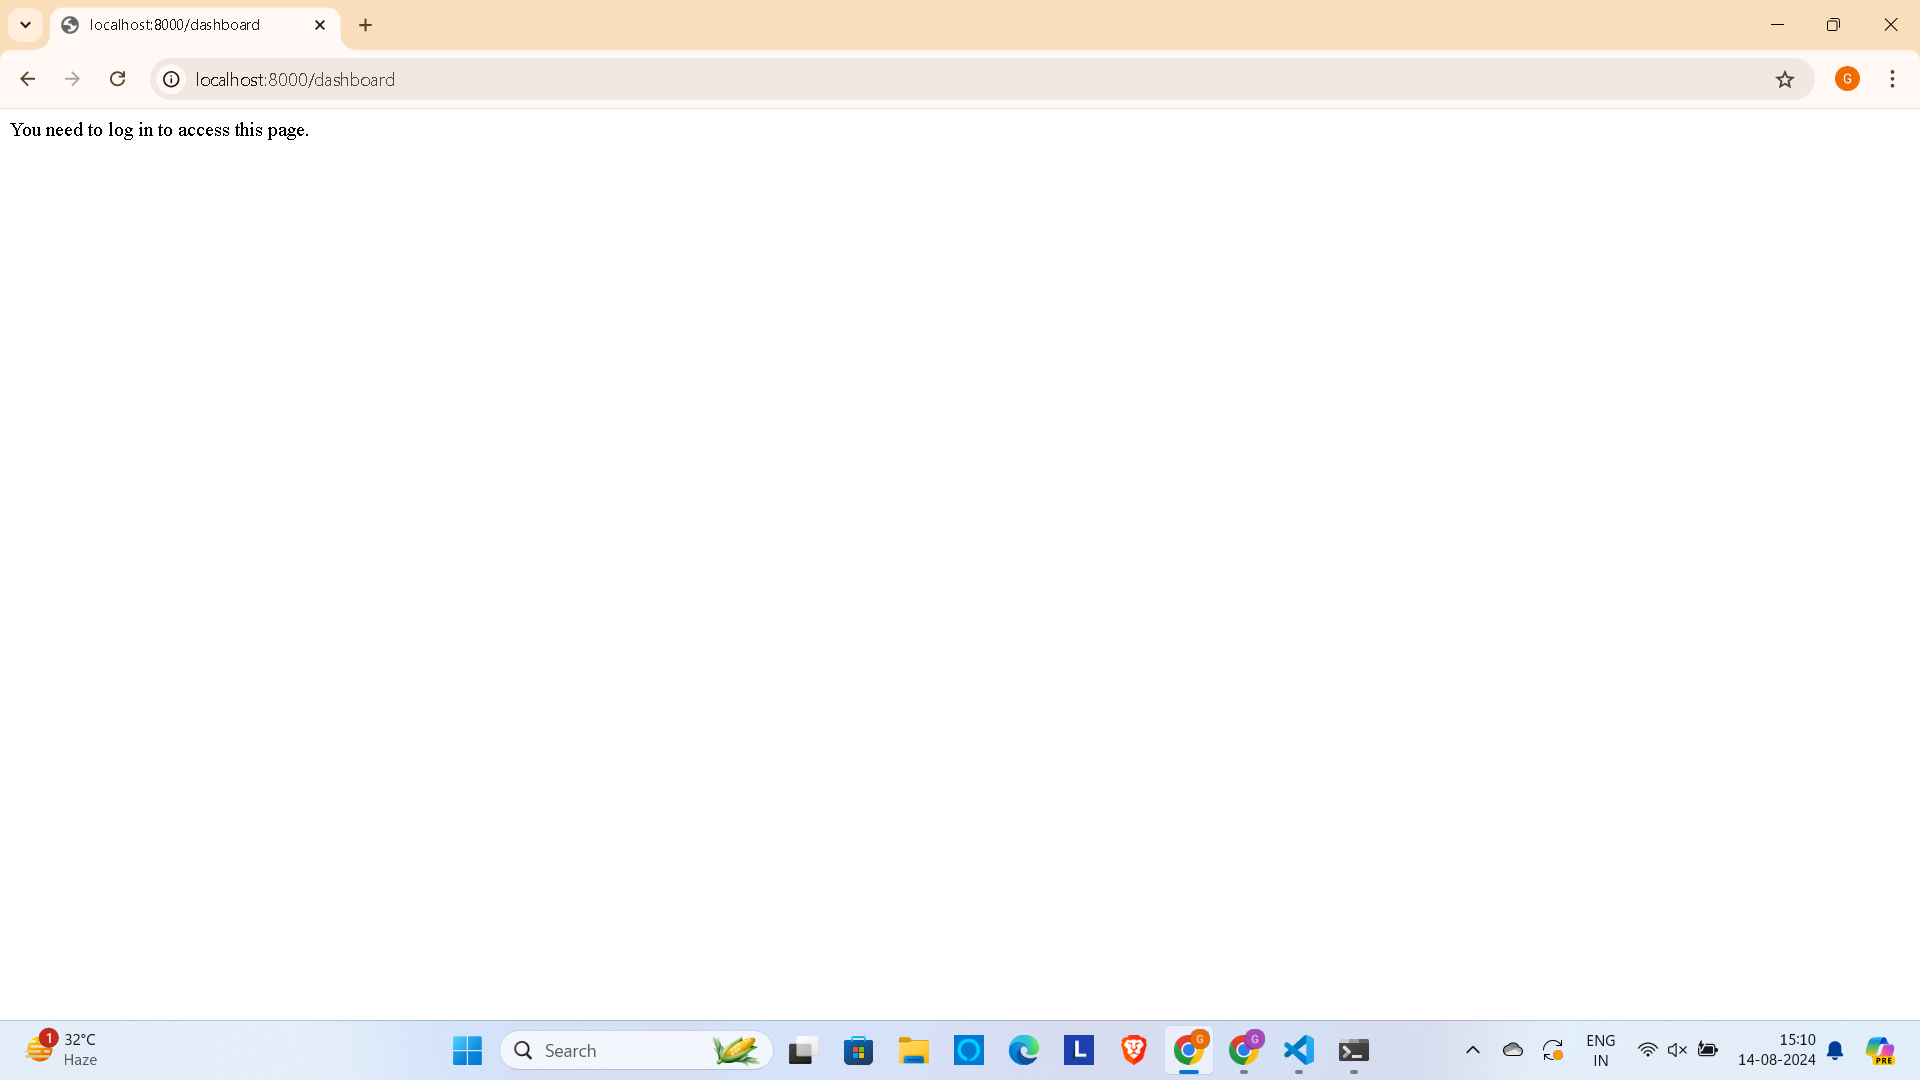 localhost:8000/dashboard
localhost:8000/dashboard
G
You need to log in to access this page.
1
32°C
Haze
Search
L
G
G
ENG
IN
15:10
14-08-2024
PRE